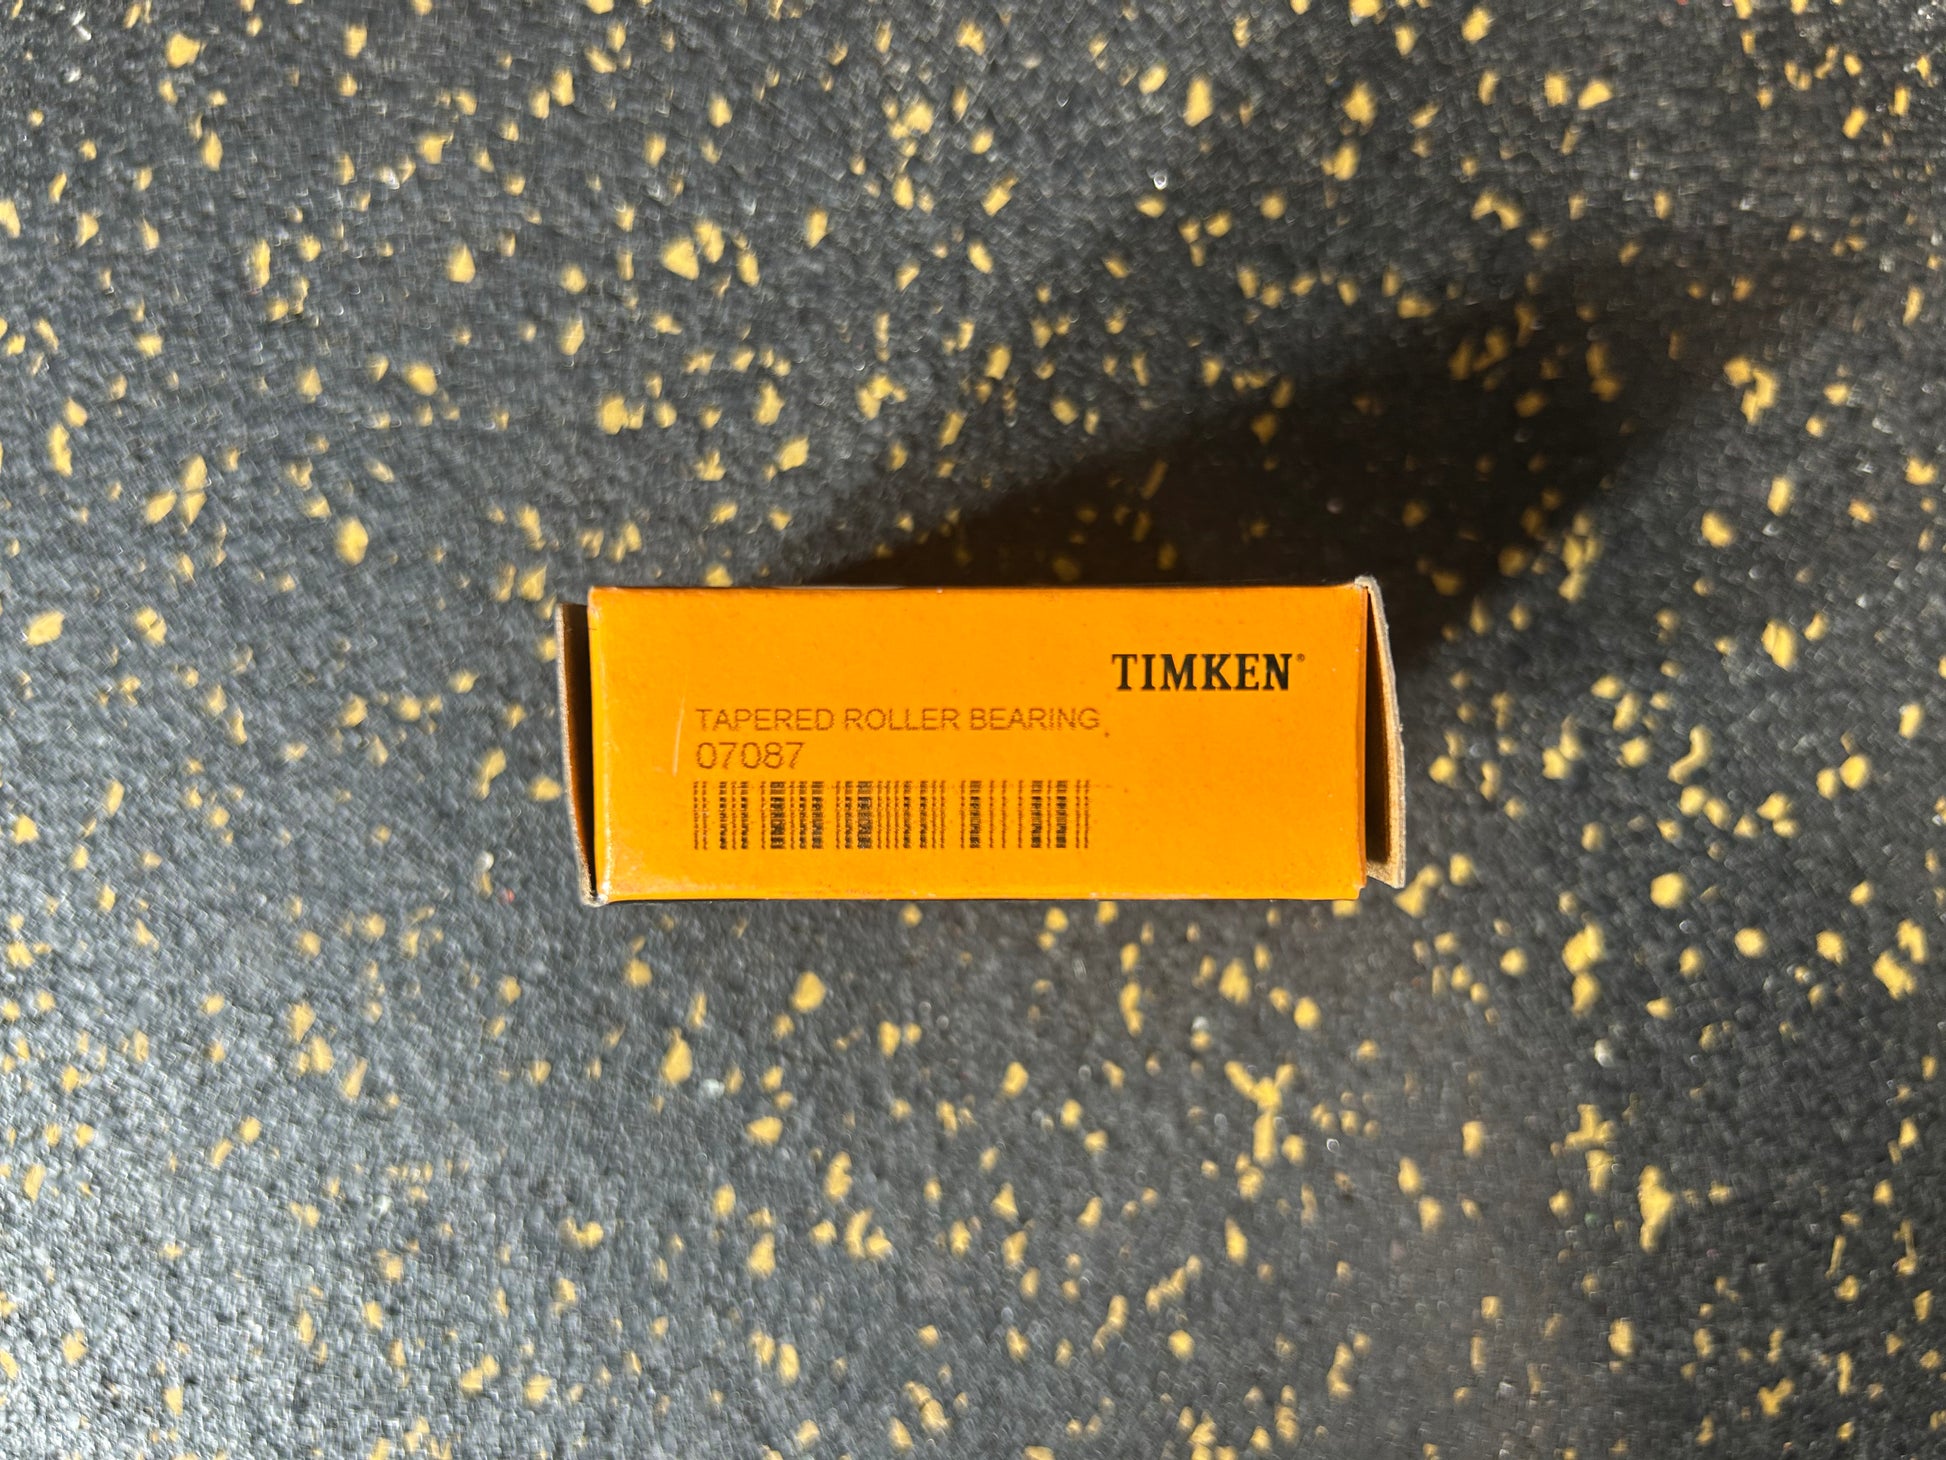 TIMKEN®
TAPERED ROLLER BEARING
07087